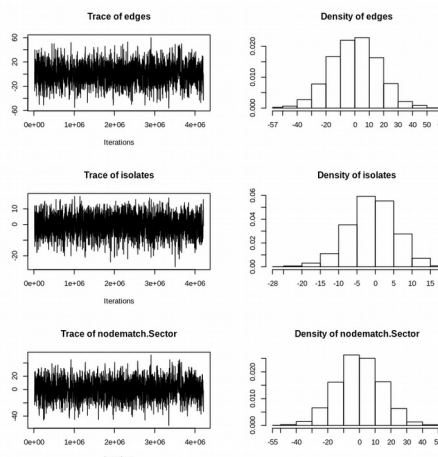 Trace of edges
Density of edges
-60 -20 0 20 40 60
0e+00 1e+06 2e+06 3e+06 4e+06
Iterations
0.000 0.010 0.020
-57 -40 -20 0 10 20 30 40 50
Trace of isolates
Density of isolates
-20 0 10
0e+00 1e+06 2e+06 3e+06 4e+06
Iterations
0.00 0.02 0.04 0.06
-28 -20 -15 -10 -5 0 5 10 15
Trace of nodematch.Sector
Density of nodematch.Sector
-40 0 20
0e+00 1e+06 2e+06 3e+06 4e+06
0.000 0.010 0.020
-55 -40 -20 0 10 20 30 40